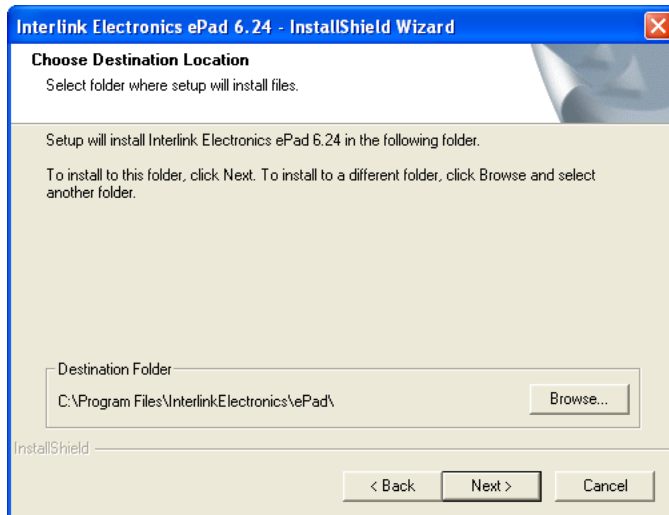 Interlink Electronics ePad 6.24 - InstallShield Wizard
Choose Destination Location
Select folder where setup will install files.
Setup will install Interlink Electronics ePad 6.24 in the following folder.
To install to this folder, click Next. To install to a different folder, click Browse and select
another folder.
Destination Folder
C:\Program Files\InterlinkElectronics\ePad\
Browse...
InstallShield
< Back
Next >
Cancel